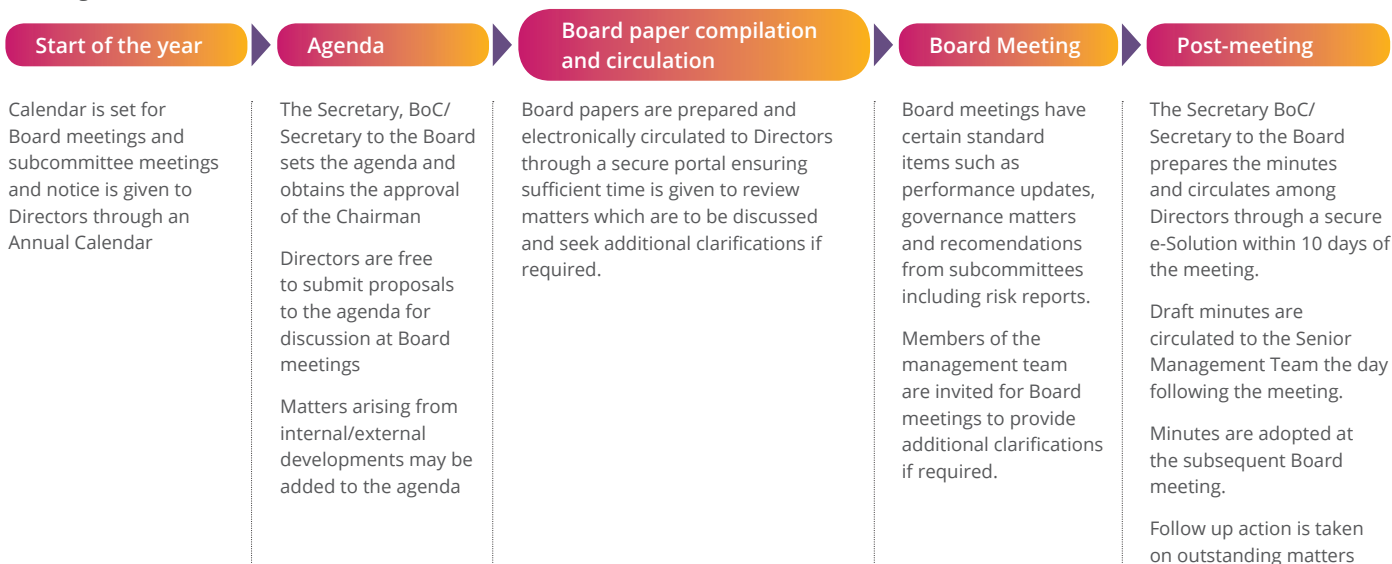 Start of the year
Calendar is set for
Board meetings and
subcommittee meetings
and notice is given to
Directors through an
Annual Calendar
Agenda
The Secretary, BoC/
Secretary to the Board
sets the agenda and
obtains the approval
of the Chairman
Directors are free
to submit proposals
to the agenda for
discussion at Board
meetings
Matters arising from
internal/external
developments may be
added to the agenda
Board paper compilation
and circulation
Board papers are prepared and
electronically circulated to Directors
through a secure portal ensuring
sufficient time is given to review
matters which are to be discussed
and seek additional clarifications if
required.
Board Meeting
Board meetings have
certain standard
items such as
performance updates,
governance matters
and recomendations
from subcommittees
including risk reports.
Members of the
management team
are invited for Board
meetings to provide
additional clarifications
if required.
Post-meeting
The Secretary BoC/
Secretary to the Board
prepares the minutes
and circulates among
Directors through a secure
e-Solution within 10 days of
the meeting.
Draft minutes are
circulated to the Senior
Management Team the day
following the meeting.
Minutes are adopted at
the subsequent Board
meeting.
Follow up action is taken
on outstanding matters